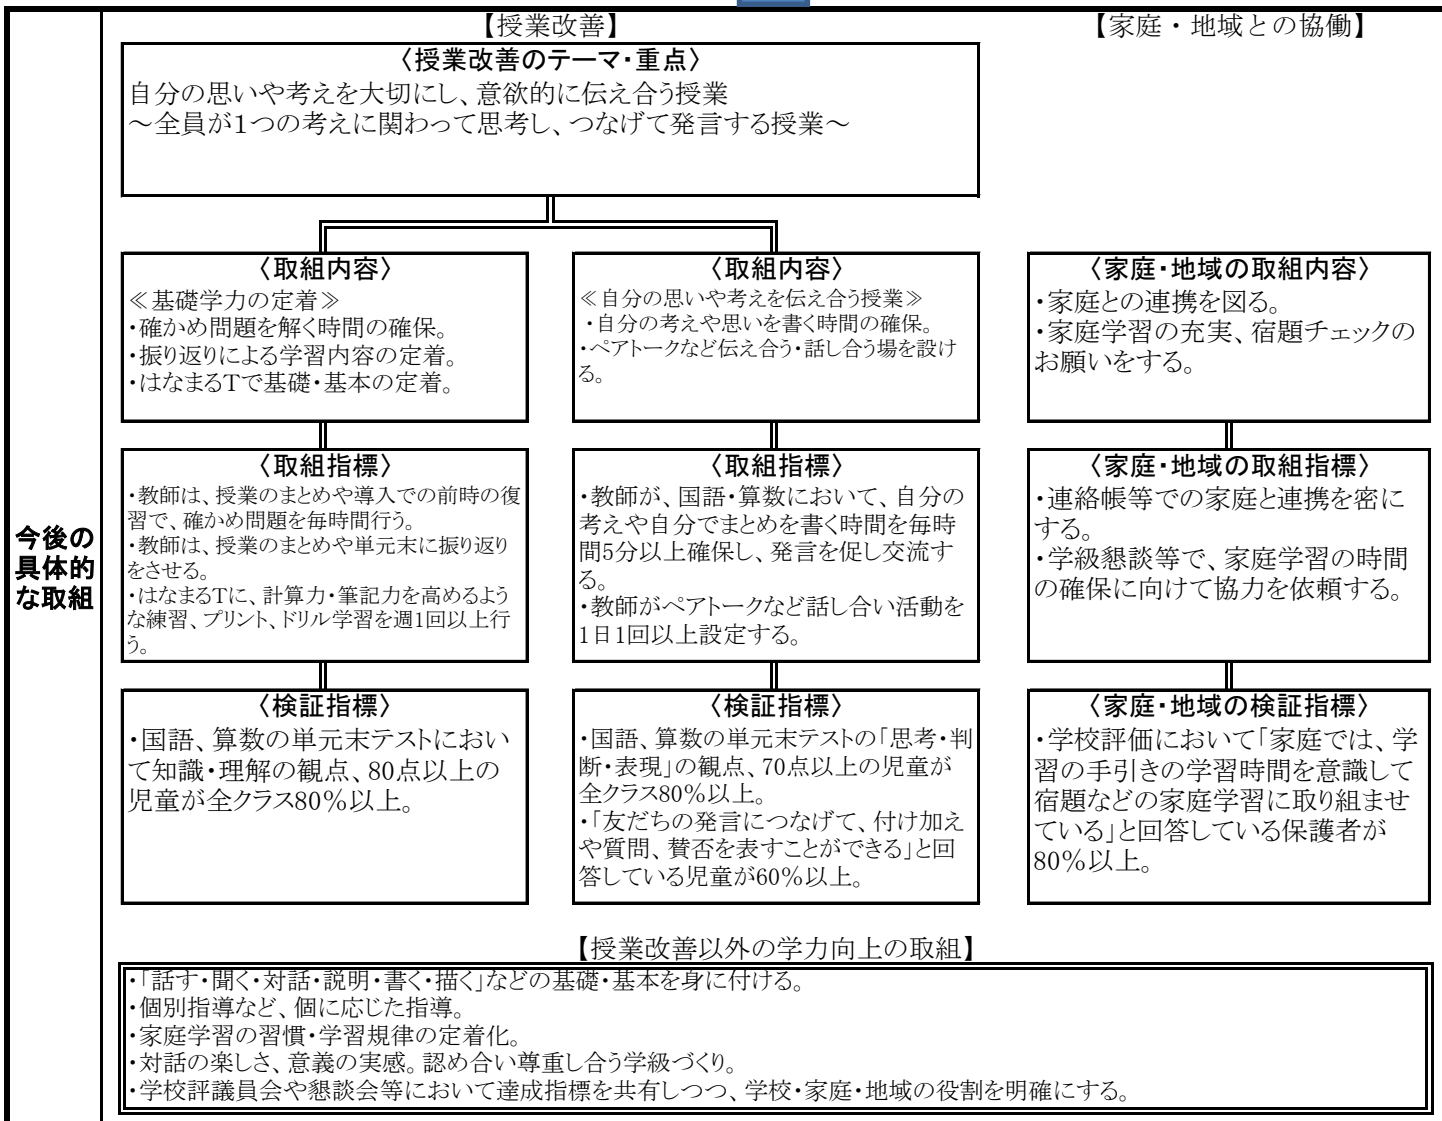 【授業改善】
【家庭・地域との協働】
〈授業改善のテーマ・重点〉
自分の思いや考えを大切にし、意欲的に伝え合う授業
～全員が1つの考えに関わって思考し、つなげて発言する授業～
今後の
具体的
な取組
〈取組内容〉
≪基礎学力の定着≫
・確かめ問題を解く時間の確保。
・振り返りによる学習内容の定着。
・はなまるTで基礎・基本の定着。
〈取組内容〉
≪自分の思いや考えを伝え合う授業≫
・自分の考えや思いを書く時間の確保。
・ペアトークなど伝え合う・話し合う場を設け
る。
〈家庭・地域の取組内容〉
・家庭との連携を図る。
・家庭学習の充実、宿題チェックの
お願いをする。
〈取組指標〉
・教師は、授業のまとめや導入での前時の復
習で、確かめ問題を毎時間行う。
・教師は、授業のまとめや単元末に振り返り
をさせる。
・はなまるTに、計算力・筆記力を高めるよう
な練習、プリント、ドリル学習を週1回以上行
う。
〈取組指標〉
・教師が、国語・算数において、自分の
考えや自分でまとめを書く時間を毎時
間5分以上確保し、発言を促し交流す
る。
・教師がペアトークなど話し合い活動を
1日1回以上設定する。
〈家庭・地域の取組指標〉
・連絡帳等での家庭と連携を密に
する。
・学級懇談等で、家庭学習の時間
の確保に向けて協力を依頼する。
〈検証指標〉
・国語、算数の単元末テストにおい
て知識・理解の観点、80点以上の
児童が全クラス80％以上。
〈検証指標〉
・国語、算数の単元末テストの「思考・判
断・表現」の観点、70点以上の児童が
全クラス80％以上。
・「友だちの発言につなげて、付け加え
や質問、賛否を表すことができる」と回
答している児童が60％以上。
〈家庭・地域の検証指標〉
・学校評価において「家庭では、学
習の手引きの学習時間を意識して
宿題などの家庭学習に取り組ませ
ている」と回答している保護者が
80％以上。
【授業改善以外の学力向上の取組】
・「話す・聞く・対話・説明・書く・描く」などの基礎・基本を身に付ける。
・個別指導など、個に応じた指導。
・家庭学習の習慣・学習規律の定着化。
・対話の楽しさ、意義の実感。認め合い尊重し合う学級づくり。
・学校評議員会や懇談会等において達成指標を共有しつつ、学校・家庭・地域の役割を明確にする。